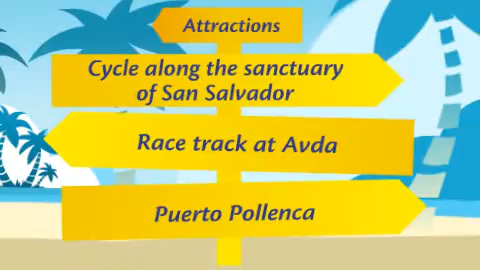 Attractions
Cycle along the sanctuary
of San Salvador
Race track at Avda
Puerto Pollenca